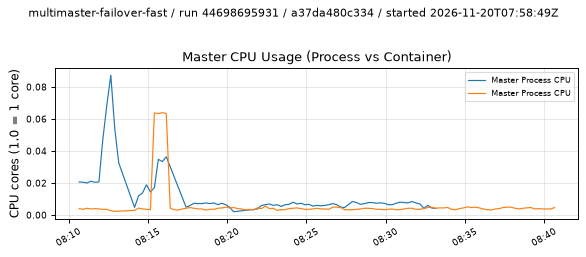 multimaster-failover-fast / run 44698695931 / a37da480c334 / started 2026-11-20T07:58:49Z
Master CPU Usage (Process vs Container)
CPU cores (1.0 = 1 core)
0.08
0.06
0.04
0.02
0.00
Master Process CPU
Master Process CPU
08:10
08:15
08:20
08:25
08:30
08:35
08:40